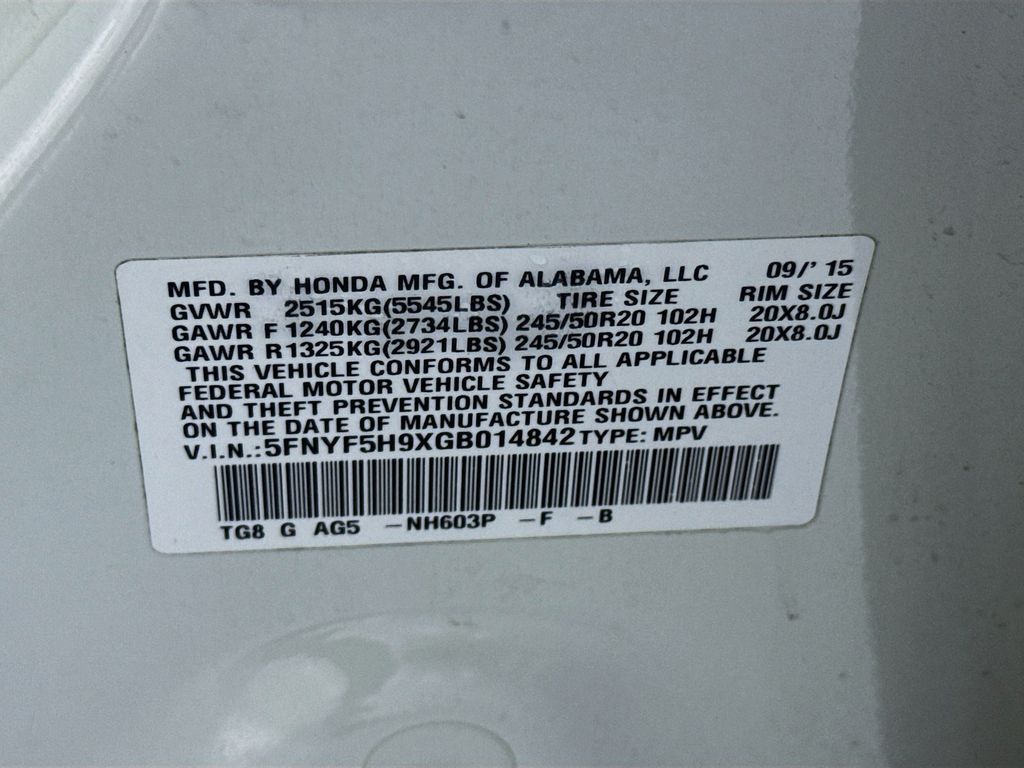 MFD. BY HONDA MFG. OF ALABAMA, LLC 09/' 15
GVWR 2515KG(5545LBS) TIRE SIZE RIM SIZE
GAWR F 1240KG(2734LBS) 245/50R20 102H 20X8.0J
GAWR R 1325KG(2921LBS) 245/50R20 102H 20X8.0J
THIS VEHICLE CONFORMS TO ALL APPLICABLE
FEDERAL MOTOR VEHICLE SAFETY
AND THEFT PREVENTION STANDARDS IN EFFECT
ON THE DATE OF MANUFACTURE SHOWN ABOVE.
V.I.N.:5FNYF5H9XGB014842 TYPE: MPV
TG8 G AG5 -NH603P -F -B